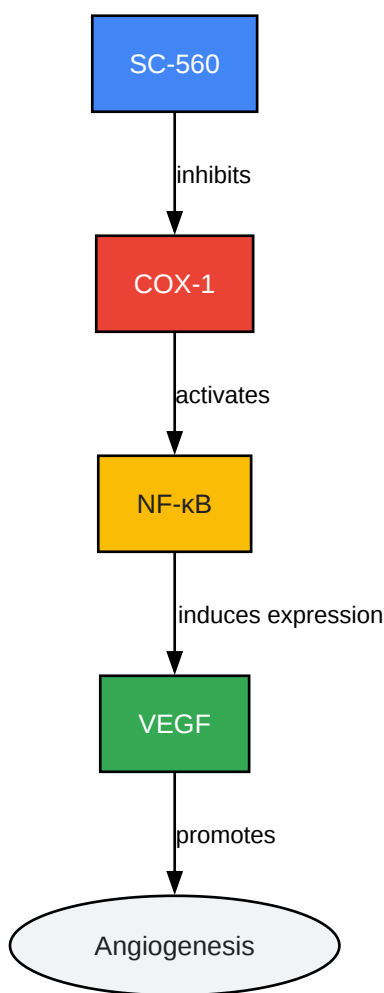 SC-560
inhibits
COX-1
activates
NF-κB
induces expression
VEGF
promotes
Angiogenesis